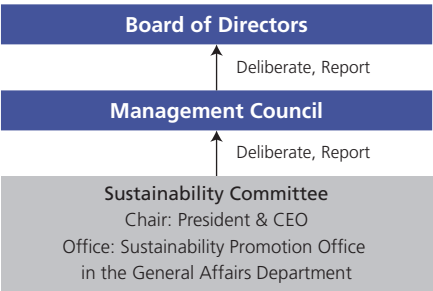 Board of Directors
Deliberate, Report
Management Council
Deliberate, Report
Sustainability Committee
Chair: President & CEO
Office: Sustainability Promotion Office
in the General Affairs Department